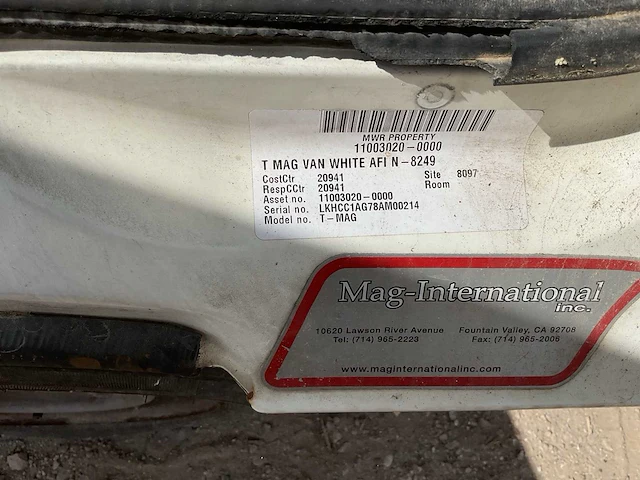 MWR PROPERTY
11003020-0000
T MAG VAN WHITE AFI N-8249
CostCtr 20941 Site 8097
RespCCtr 20941 Room
Asset no. 11003020-0000
Serial no. LKHCC1AG78AM00214
Model no. T-MAG
Mag-International
inc.
10620 Lawson River Avenue Fountain Valley, CA 92708
Tel: (714) 965-2223 Fax: (714) 965-2006
www.maginternationalinc.com